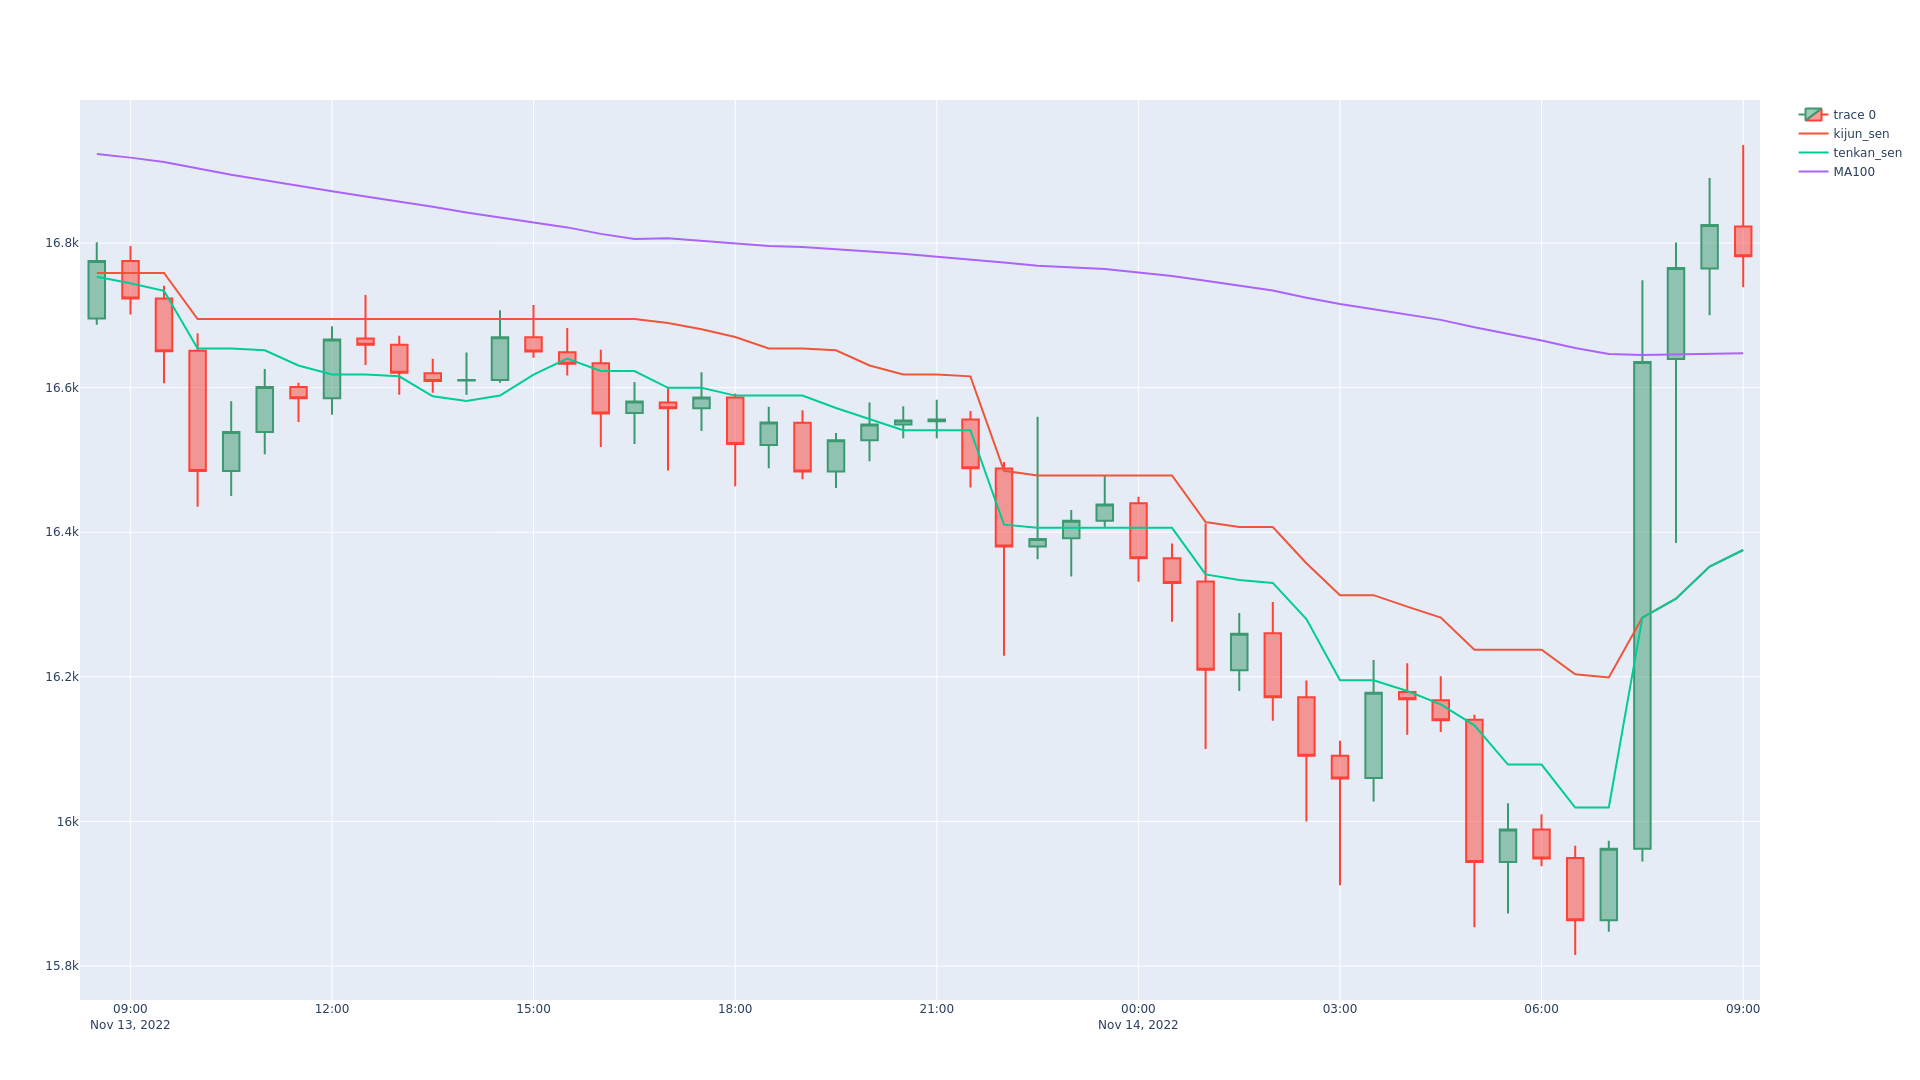 trace 0
kijun_sen
tenkan_sen
MA100
16.8k
16.6k
16.4k
16.2k
16k
15.8k
09:00 12:00 15:00 18:00 21:00 00:00 03:00 06:00 09:00
Nov 13, 2022 Nov 14, 2022